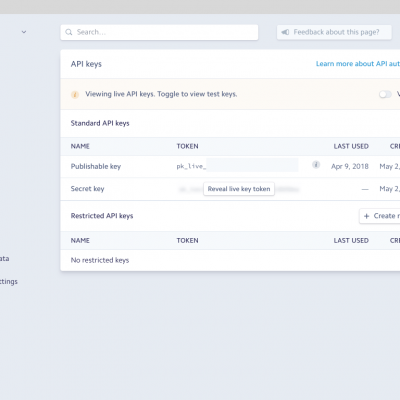 Search...
Feedback about this page?
API keys
Learn more about API aut
Viewing live API keys. Toggle to view test keys.
V
Standard API keys
NAME TOKEN LAST USED CRE
Publishable key pk_live_ Apr 9, 2018 May 2,
Secret key Reveal live key token — May 2,
Restricted API keys
+ Create r
NAME TOKEN LAST USED CRE
No restricted keys
ata
ttings